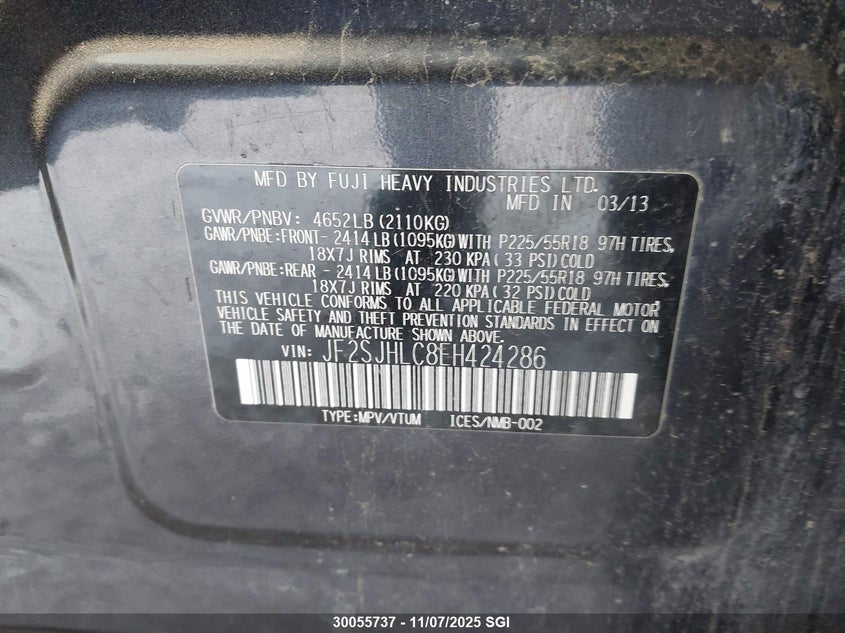 MFD BY FUJI HEAVY INDUSTRIES LTD.
MFD IN 03/13
GVWR/PNBV: 4652LB (2110KG)
GAWR/PNBE:FRONT- 2414LB (1095KG) WITH P225/55R18 97H TIRES,
18X7J RIMS AT 230 KPA ( 33 PSI) COLD
GAWR/PNBE:REAR - 2414LB (1095KG) WITH P225/55R18 97H TIRES,
18X7J RIMS AT 220 KPA ( 32 PSI) COLD
THIS VEHICLE CONFORMS TO ALL APPLICABLE FEDERAL MOTOR
VEHICLE SAFETY AND THEFT PREVENTION STANDARDS IN EFFECT ON
THE DATE OF MANUFACTURE SHOWN ABOVE.
VIN: JF2SJHLC8EH424286
TYPE:MPV/VTUM ICES/NMB-002
30055737 - 11/07/2025 SGI